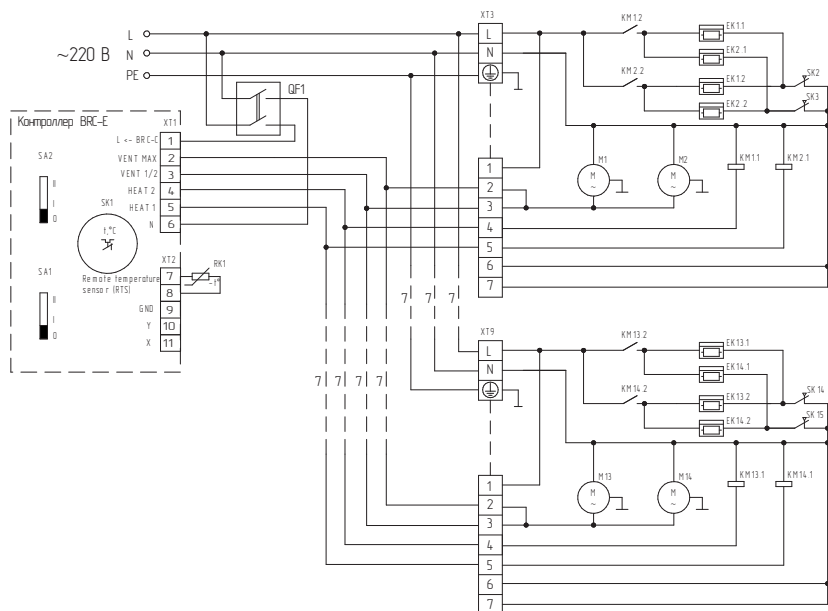 ~220 В
L
N
PE
QF1
Контроллер BRC-E
XT1
L <- BRC-C 1
VENT MAX 2
VENT 1/2 3
HEAT 2 4
HEAT 1 5
N 6
SA2
II
I
0
SK1
t,°C
XT2
Remote temperature
sensor (RTS)
7
8
GND 9
Y 10
X 11
RK1
-t°
SA1
II
I
0
7 7 7
7 7 7 7
XT3
L
N
1
2
3
4
5
6
7
KM1.2
EK1.1
EK2.1
KM2.2
EK1.2
EK2.2
SK2
SK3
M1
M
~
M2
M
~
KM1.1
KM2.1
XT9
L
N
1
2
3
4
5
6
7
KM13.2
EK13.1
EK14.1
KM14.2
EK13.2
EK14.2
SK14
SK15
M13
M
~
M14
M
~
KM13.1
KM14.1